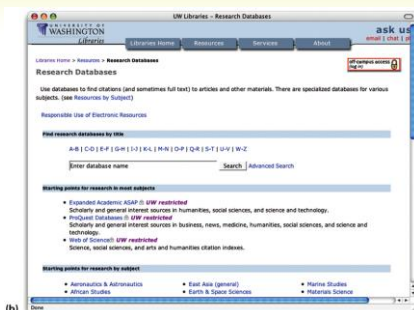 UW Libraries – Research Databases
UNIVERSITY OF
WASHINGTON
Libraries
Libraries Home
Resources
Services
About
ask us
email | chat |
Libraries Home > Resources > Research Databases
off-campus access
(log in)
Research Databases
Use databases to find citations (and sometimes full text) to articles and other materials. There are specialized databases for various
subjects. (see Resources by Subject)
Responsible Use of Electronic Resources
Find research databases by title
A-B | C-D | E-F | G-H | I-J | K-L | M-N | O-P | Q-R | S-T | U-V | W-Z
Enter database name
Search
Advanced Search
Starting points for research in most subjects
• Expanded Academic ASAP UW restricted
Scholarly and general interest sources in humanities, social sciences, and science and technology.
• ProQuest Databases UW restricted
Scholarly and general interest sources in business, news, medicine, humanities, social sciences, and science and
technology.
• Web of Science UW restricted
Science, social sciences, and arts and humanities citation indexes.
Starting points for research by subject
• Aeronautics & Astronautics
• East Asia (general)
• Marine Studies
• African Studies
• Earth & Space Sciences
• Materials Science
Done
(b)